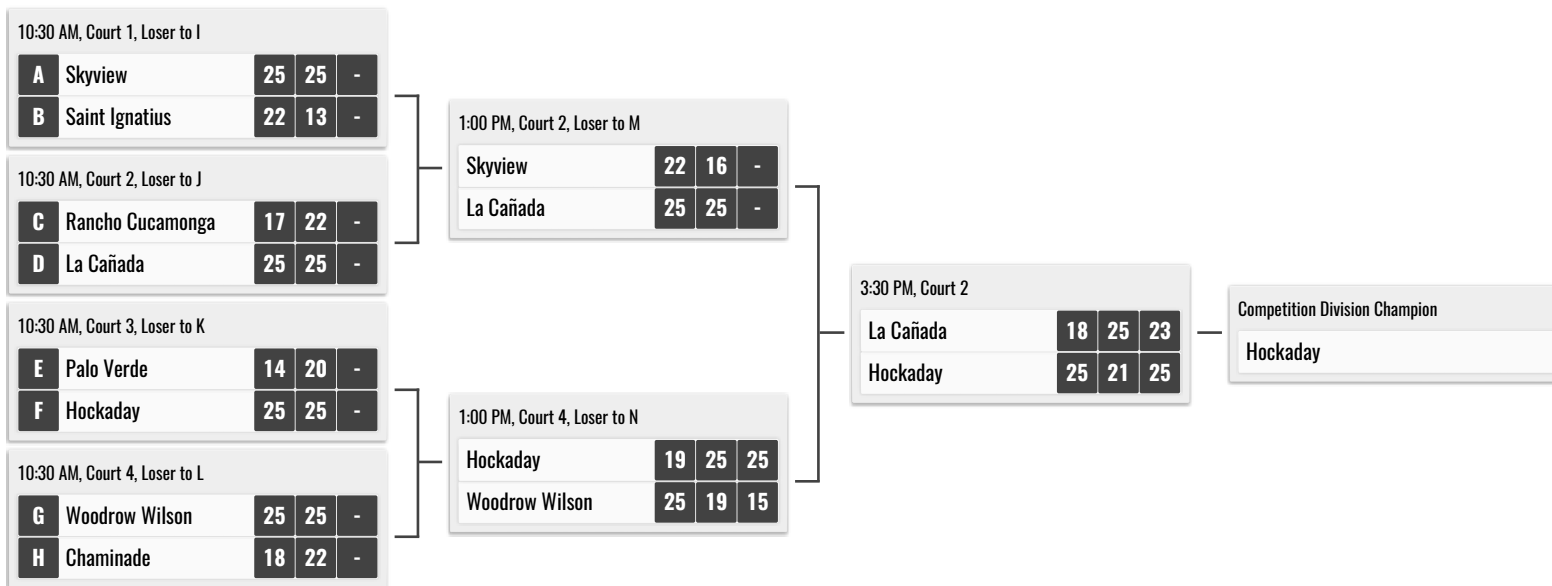 10:30 AM, Court 1, Loser to I
A Skyview 25 25 -
B Saint Ignatius 22 13 -
10:30 AM, Court 2, Loser to J
C Rancho Cucamonga 17 22 -
D La Cañada 25 25 -
10:30 AM, Court 3, Loser to K
E Palo Verde 14 20 -
F Hockaday 25 25 -
10:30 AM, Court 4, Loser to L
G Woodrow Wilson 25 25 -
H Chaminade 18 22 -
1:00 PM, Court 2, Loser to M
Skyview 22 16 -
La Cañada 25 25 -
1:00 PM, Court 4, Loser to N
Hockaday 19 25 25
Woodrow Wilson 25 19 15
3:30 PM, Court 2
La Cañada 18 25 23
Hockaday 25 21 25
Competition Division Champion
Hockaday